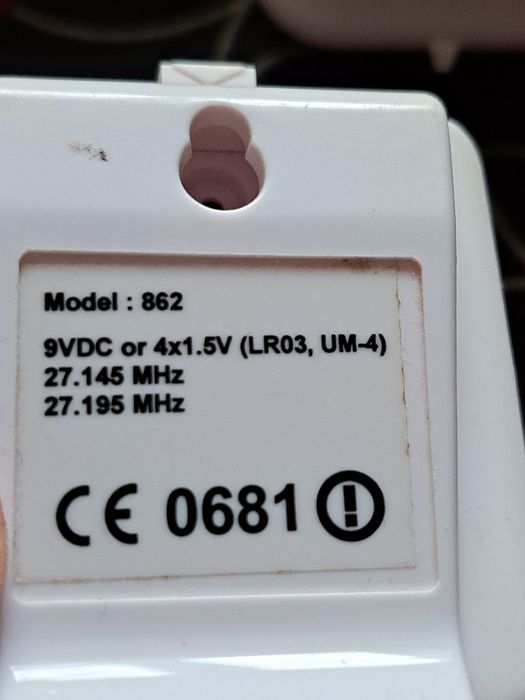 Model : 862
9VDC or 4x1.5V (LR03, UM-4)
27.145 MHz
27.195 MHz
CE 0681 !